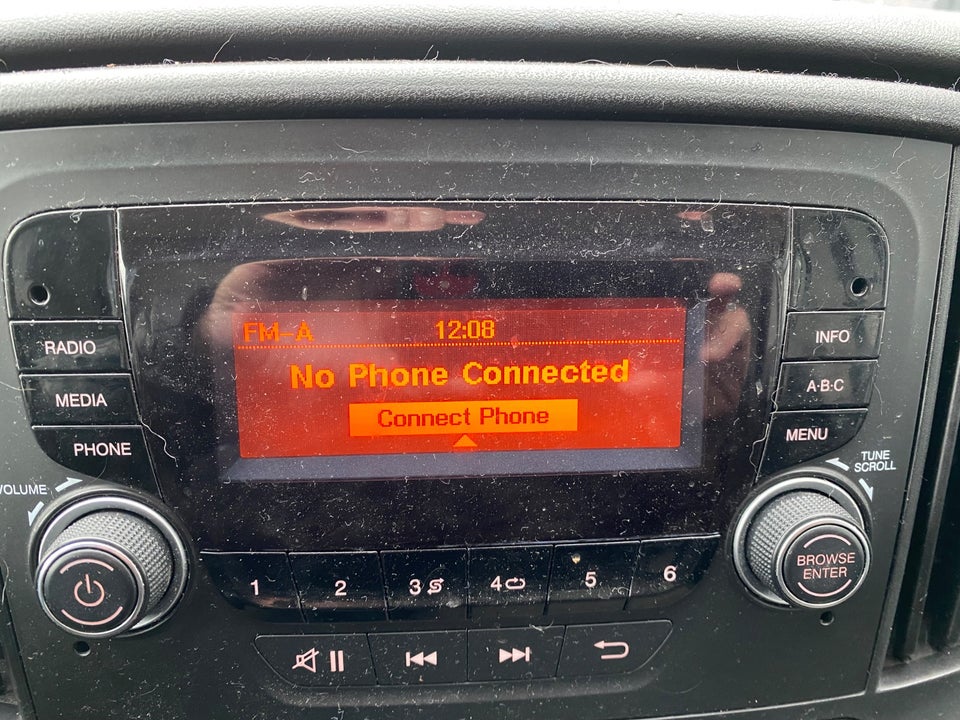 FM-A 12:08
No Phone Connected
Connect Phone
RADIO
MEDIA
PHONE
VOLUME
INFO
A·B·C
MENU
TUNE
SCROLL
BROWSE
ENTER
1 2 3 4 5 6